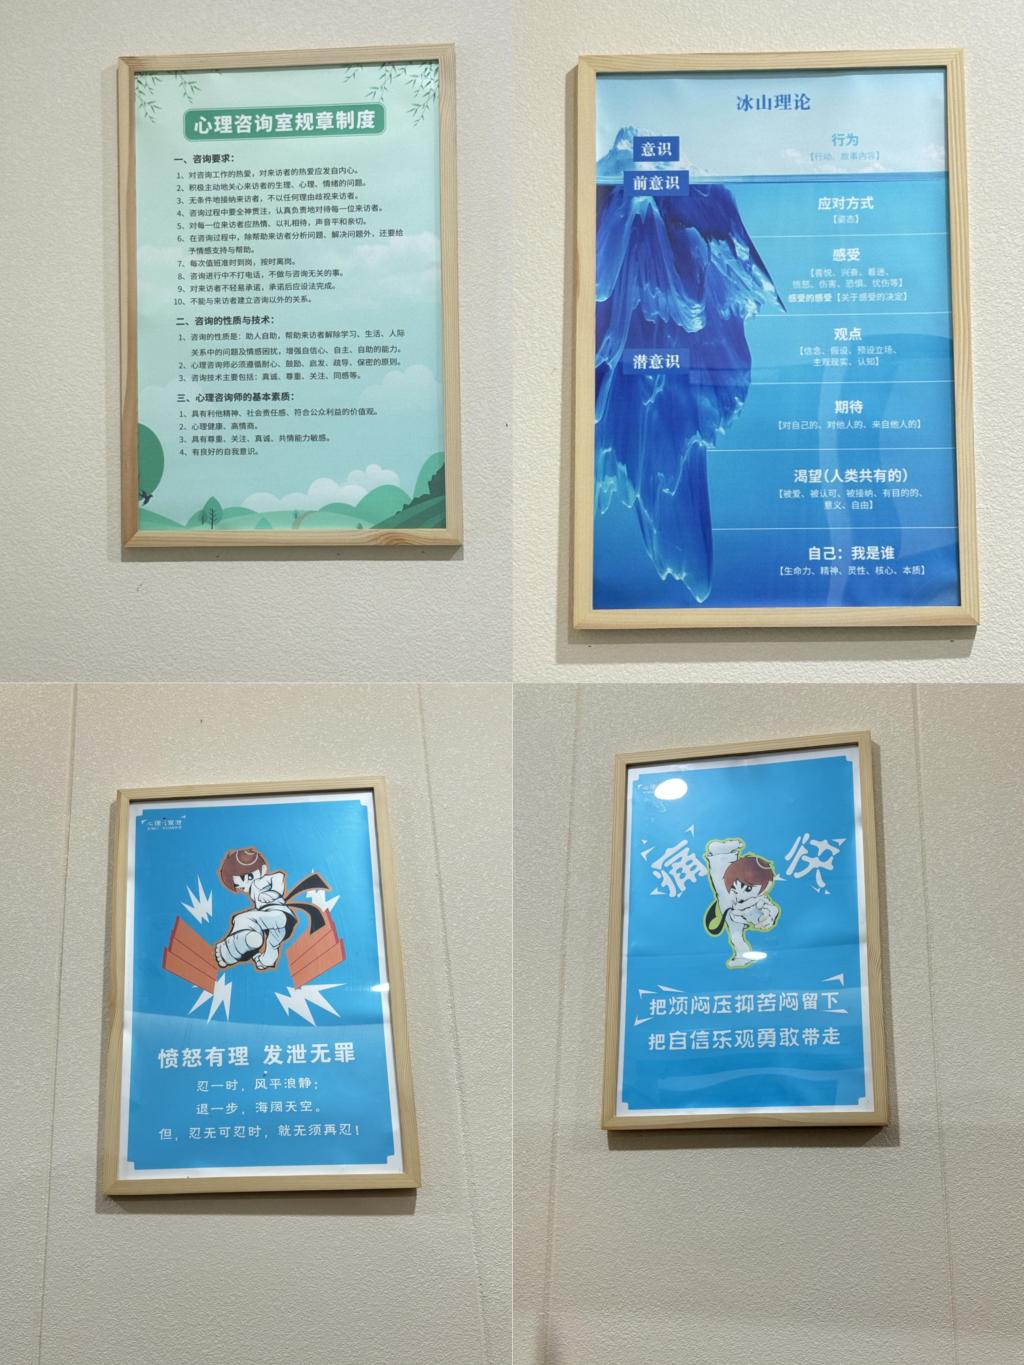 心理咨询室规章制度
一、咨询要求：
1、对咨询工作的热爱，对来访者的热爱应发自内心。
2、积极主动地关心来访者的生理、心理、情绪的问题。
3、无条件地接纳来访者，不以任何理由歧视来访者。
4、咨询过程中要全神贯注，认真负责地对待每一位来访者。
5、对每一位来访者应热情、以礼相待，声音平和亲切。
6、在咨询过程中，除帮助来访者分析问题、解决问题外，还要给
予情感支持与帮助。
7、每次值班准时到岗，按时离岗。
8、咨询进行中不打电话，不做与咨询无关的事。
9、对来访者不轻易承诺，承诺后应设法完成。
10、不能与来访者建立咨询以外的关系。
二、咨询的性质与技术：
1、咨询的性质是：助人自助，帮助来访者解除学习、生活、人际
关系中的问题及情感困扰，增强自信心、自主、自助的能力。
2、心理咨询师必须遵循耐心、鼓励、启发、疏导、保密的原则。
3、咨询技术主要包括：真诚、尊重、关注、同感等。
三、心理咨询师的基本素质：
1、具有利他精神、社会责任感、符合公众利益的价值观。
2、心理健康、高情商。
3、具有尊重、关注、真诚、共情能力敏感。
4、有良好的自我意识。
冰山理论
意识
行为
【行动、故事内容】
前意识
应对方式
【姿态】
感受
【喜悦、兴奋、着迷、
愤怒、伤害、恐惧、忧伤等】
感受的感受【关于感受的决定】
观点
【信念、假设、预设立场、
主观现实、认知】
潜意识
期待
【对自己的、对他人的、来自他人的】
渴望（人类共有的）
【被爱、被认可、被接纳、有目的的、
意义、自由】
自己：我是谁
【生命力、精神、灵性、核心、本质】
愤怒有理 发泄无罪
忍一时，风平浪静；
退一步，海阔天空。
但，忍无可忍时，就无须再忍！
痛快
把烦闷压抑苦闷留下
把自信乐观勇敢带走